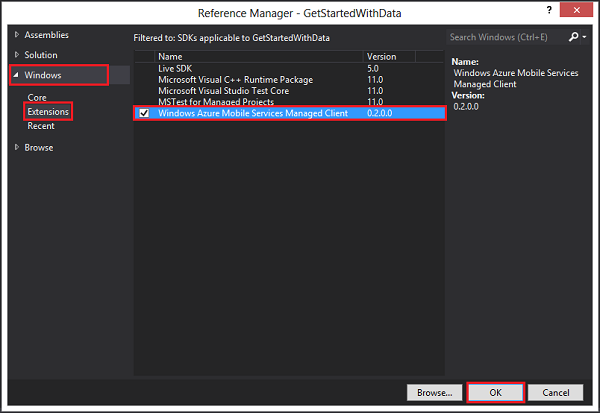 Reference Manager - GetStartedWithData
? ×
Assemblies
Solution
Windows
Core
Extensions
Recent
Browse
Filtered to: SDKs applicable to GetStartedWithData
Name Version
Live SDK 5.0
Microsoft Visual C++ Runtime Package 11.0
Microsoft Visual Studio Test Core 11.0
MSTest for Managed Projects 11.0
Windows Azure Mobile Services Managed Client 0.2.0.0
Search Windows (Ctrl+E)
Name:
Windows Azure Mobile Services
Managed Client
Version:
0.2.0.0
Browse... OK Cancel